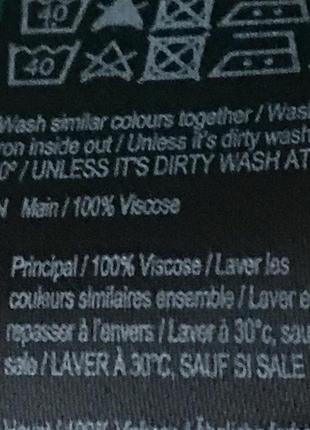 40
40
Wash similar colours together / Wash
ron inside out / Unless it's dirty wash
0° / UNLESS IT'S DIRTY WASH AT
N Main / 100% Viscose
Principal / 100% Viscose / Laver les
couleurs similaires ensemble / Laver e
repasser à l'envers / Laver à 30°c, sau
sale / LAVER À 30°C, SAUF SI SALE